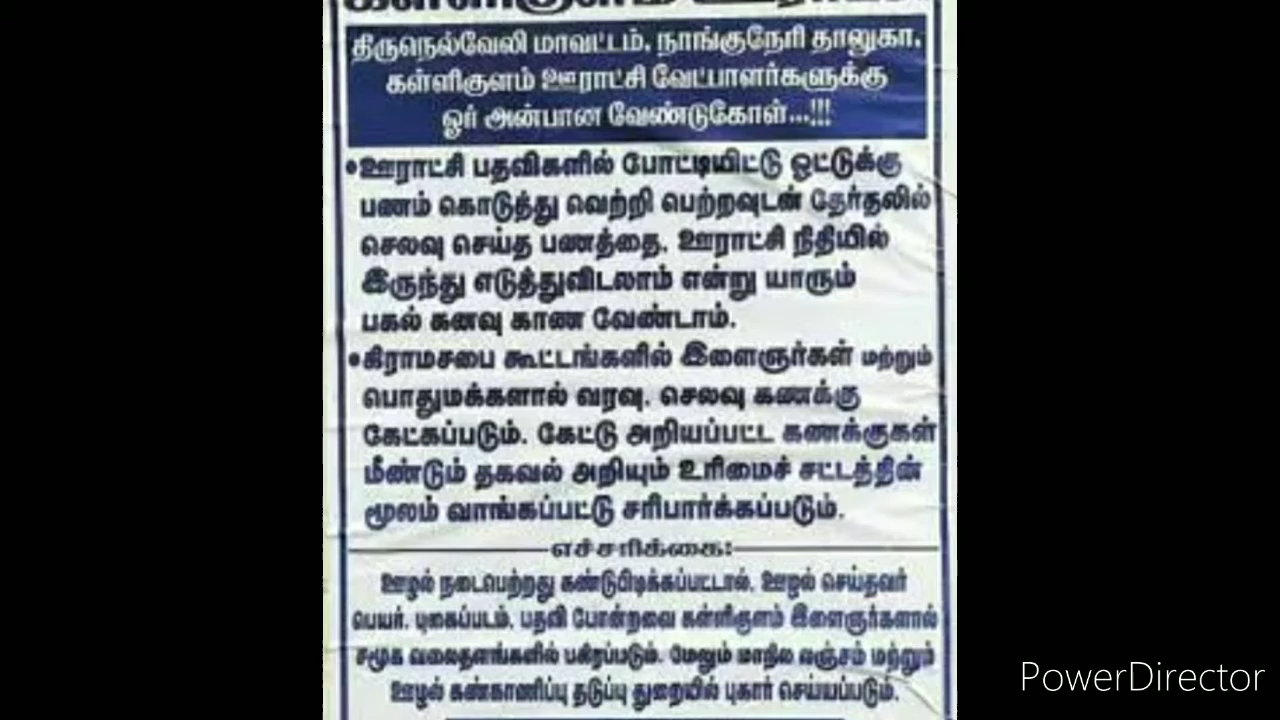 திருநெல்வேலி மாவட்டம், நாங்குநேரி தாலுகா,
கள்ளிகுளம் ஊராட்சி வேட்பாளர்களுக்கு
ஓர் அன்பான வேண்டுகோள்...!!!
•ஊராட்சி பதவிகளில் போட்டியிட்டு ஓட்டுக்கு
பணம் கொடுத்து வெற்றி பெற்றவுடன் தேர்தலில்
செலவு செய்த பணத்தை, ஊராட்சி நீதியில்
இருந்து எடுத்துவிடலாம் என்று யாரும்
பகல் கனவு காண வேண்டாம்.
•கிராமசபை கூட்டங்களில் இளைஞர்கள் மற்றும்
பொதுமக்களால் வரவு, செலவு கணக்கு
கேட்கப்படும். கேட்டு அறியப்பட்ட கணக்குகள்
மீண்டும் தகவல் அறியும் உரிமைச் சட்டத்தின்
மூலம் வாங்கப்பட்டு சரிபார்க்கப்படும்.
எச்சரிக்கை:
ஊழல் நடைபெற்றது கண்டுபிடிக்கப்பட்டால், ஊழல் செய்தவர்
பெயர், புகைப்படம், பதவி போன்றவை கள்ளிகுளம் இளைஞர்களால்
சமூக வலைதளங்களில் பகிரப்படும். மேலும் மாநில லஞ்சம் மற்றும்
ஊழல் கண்காணிப்பு தடுப்பு துறையில் புகார் செய்யப்படும்.
PowerDirector